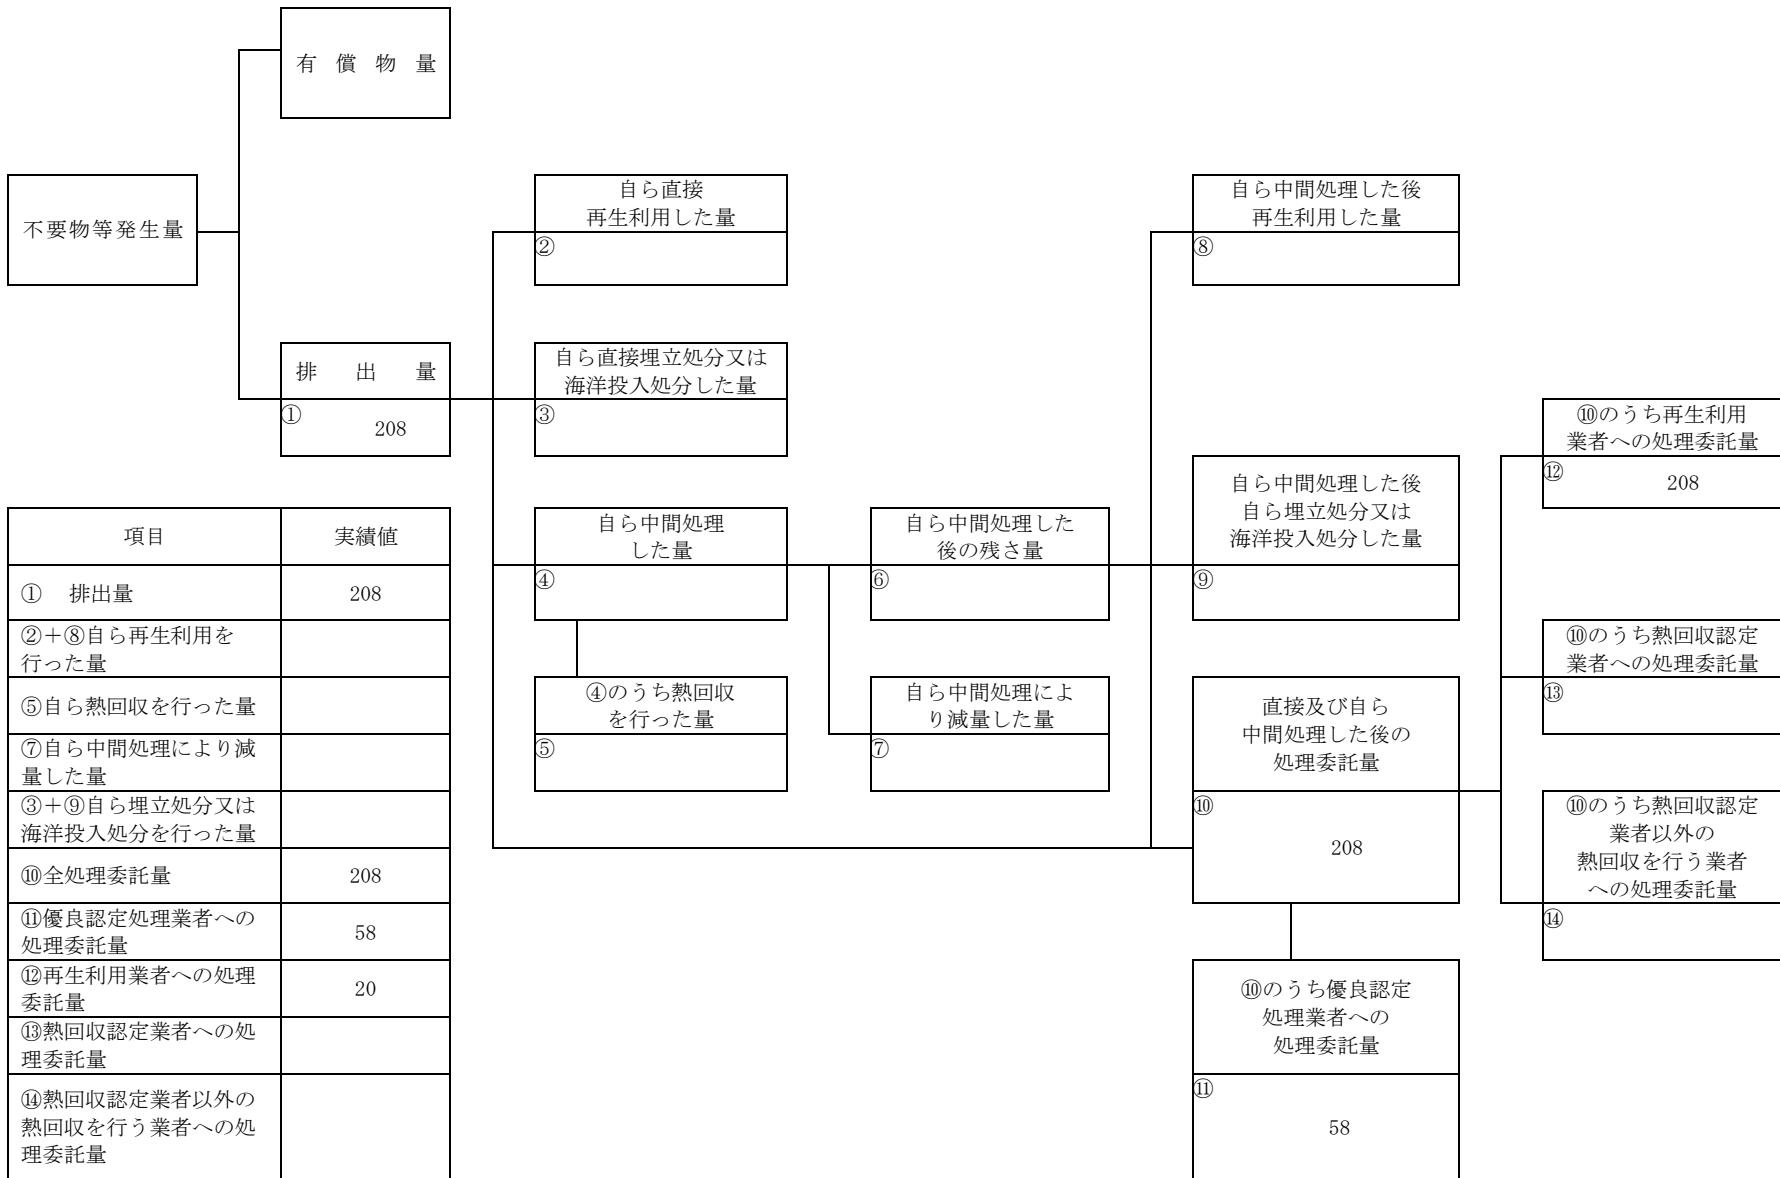 有 償 物 量
不要物等発生量
自ら直接
再生利用した量
②
自ら中間処理した後
再生利用した量
⑧
排 出 量
①
208
自ら直接埋立処分又は
海洋投入処分した量
③
⑩のうち再生利用
業者への処理委託量
⑫
208
自ら中間処理
した量
④
自ら中間処理した
後の残さ量
⑥
自ら中間処理した後
自ら埋立処分又は
海洋投入処分した量
⑨
⑩のうち熱回収認定
業者への処理委託量
⑬
④のうち熱回収
を行った量
⑤
自ら中間処理によ
り減量した量
⑦
直接及び自ら
中間処理した後の
処理委託量
⑩
208
⑩のうち熱回収認定
業者以外の
熱回収を行う業者
への処理委託量
⑭
⑩のうち優良認定
処理業者への
処理委託量
⑪
58
項目 実績値
① 排出量 208
②＋⑧自ら再生利用を
行った量
⑤自ら熱回収を行った量
⑦自ら中間処理により減
量した量
③＋⑨自ら埋立処分又は
海洋投入処分を行った量
⑩全処理委託量 208
⑪優良認定処理業者への
処理委託量 58
⑫再生利用業者への処理
委託量 20
⑬熱回収認定業者への処
理委託量
⑭熱回収認定業者以外の
熱回収を行う業者への処
理委託量